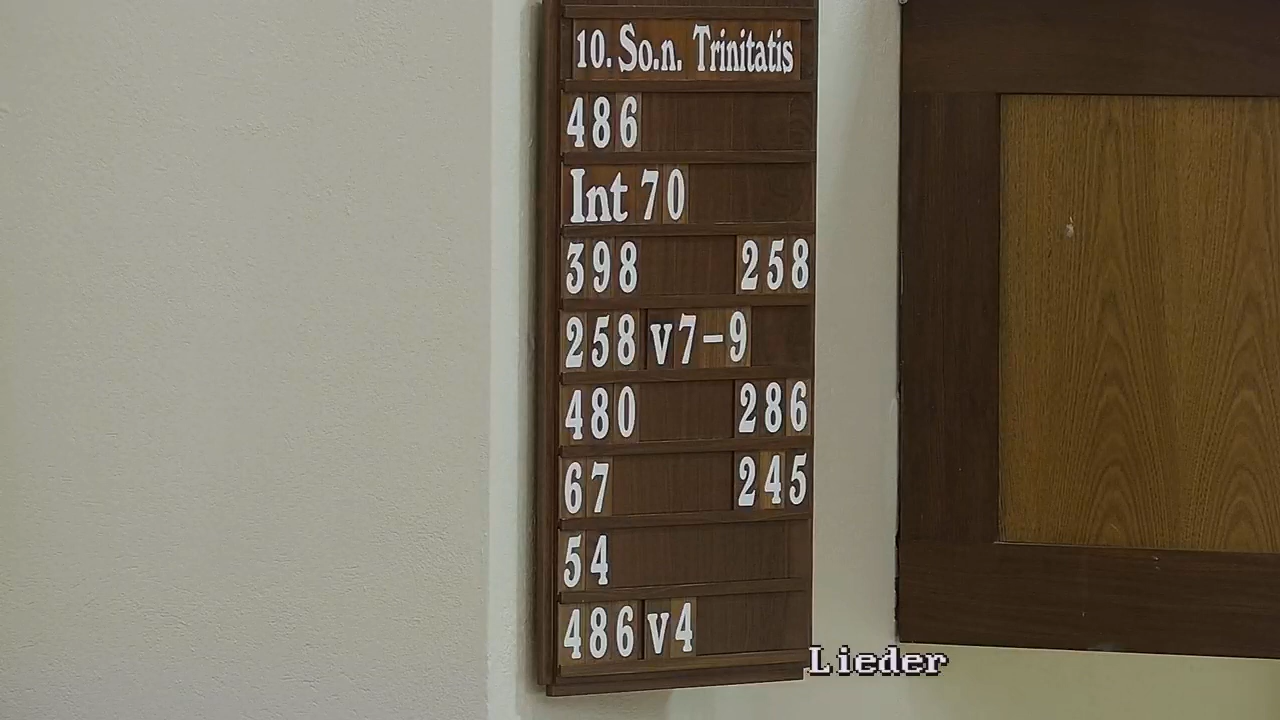 10. So.n. Trinitatis
486
Int 70
398 258
258 v7-9
480 286
67 245
54
486 v4
Lieder